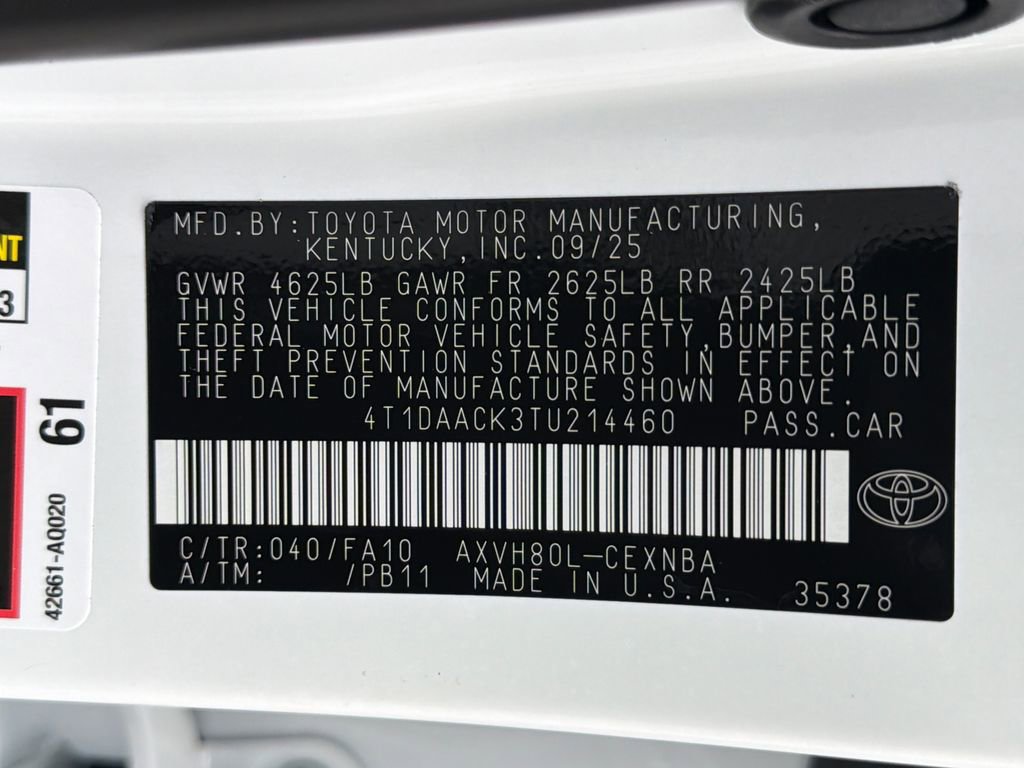 MFD.BY:TOYOTA MOTOR MANUFACTURING,
KENTUCKY,INC.09/25
GVWR 4625LB GAWR FR 2625LB RR 2425LB
THIS VEHICLE CONFORMS TO ALL APPLICABLE
FEDERAL MOTOR VEHICLE SAFETY,BUMPER,AND
THEFT PREVENTION STANDARDS IN EFFECT ON
THE DATE OF MANUFACTURE SHOWN ABOVE.
4T1DAACK3TU214460 PASS.CAR
C/TR:040/FA10 AXVH80L-CEXNBA
A/TM: /PB11 MADE IN U.S.A. 35378
3
61
42661-A0020